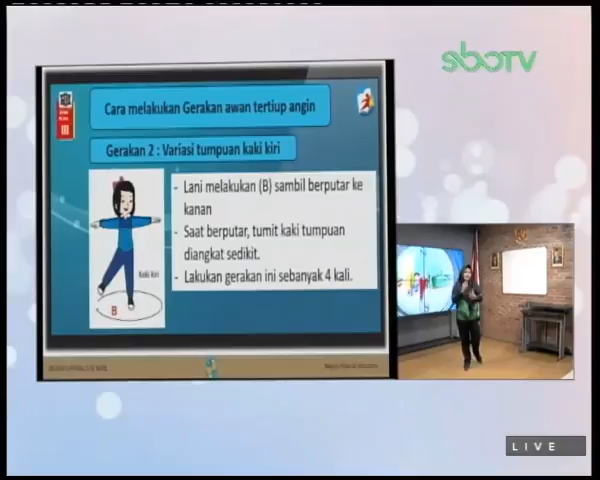 sboTV
Cara melakukan Gerakan awan tertiup angin
III
Gerakan 2 : Variasi tumpuan kaki kiri
- Lani melakukan (B) sambil berputar ke
kanan
- Saat berputar, tumit kaki tumpuan
diangkat sedikit.
- Lakukan gerakan ini sebanyak 4 kali.
Kaki kiri
B
LIVE